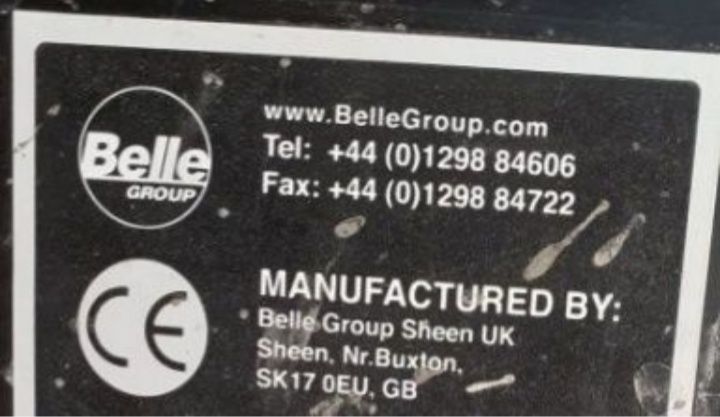 Belle
GROUP
www.BelleGroup.com
Tel: +44 (0)1298 84606
Fax: +44 (0)1298 84722
CE
MANUFACTURED BY:
Belle Group Sheen UK
Sheen, Nr.Buxton,
SK17 0EU, GB